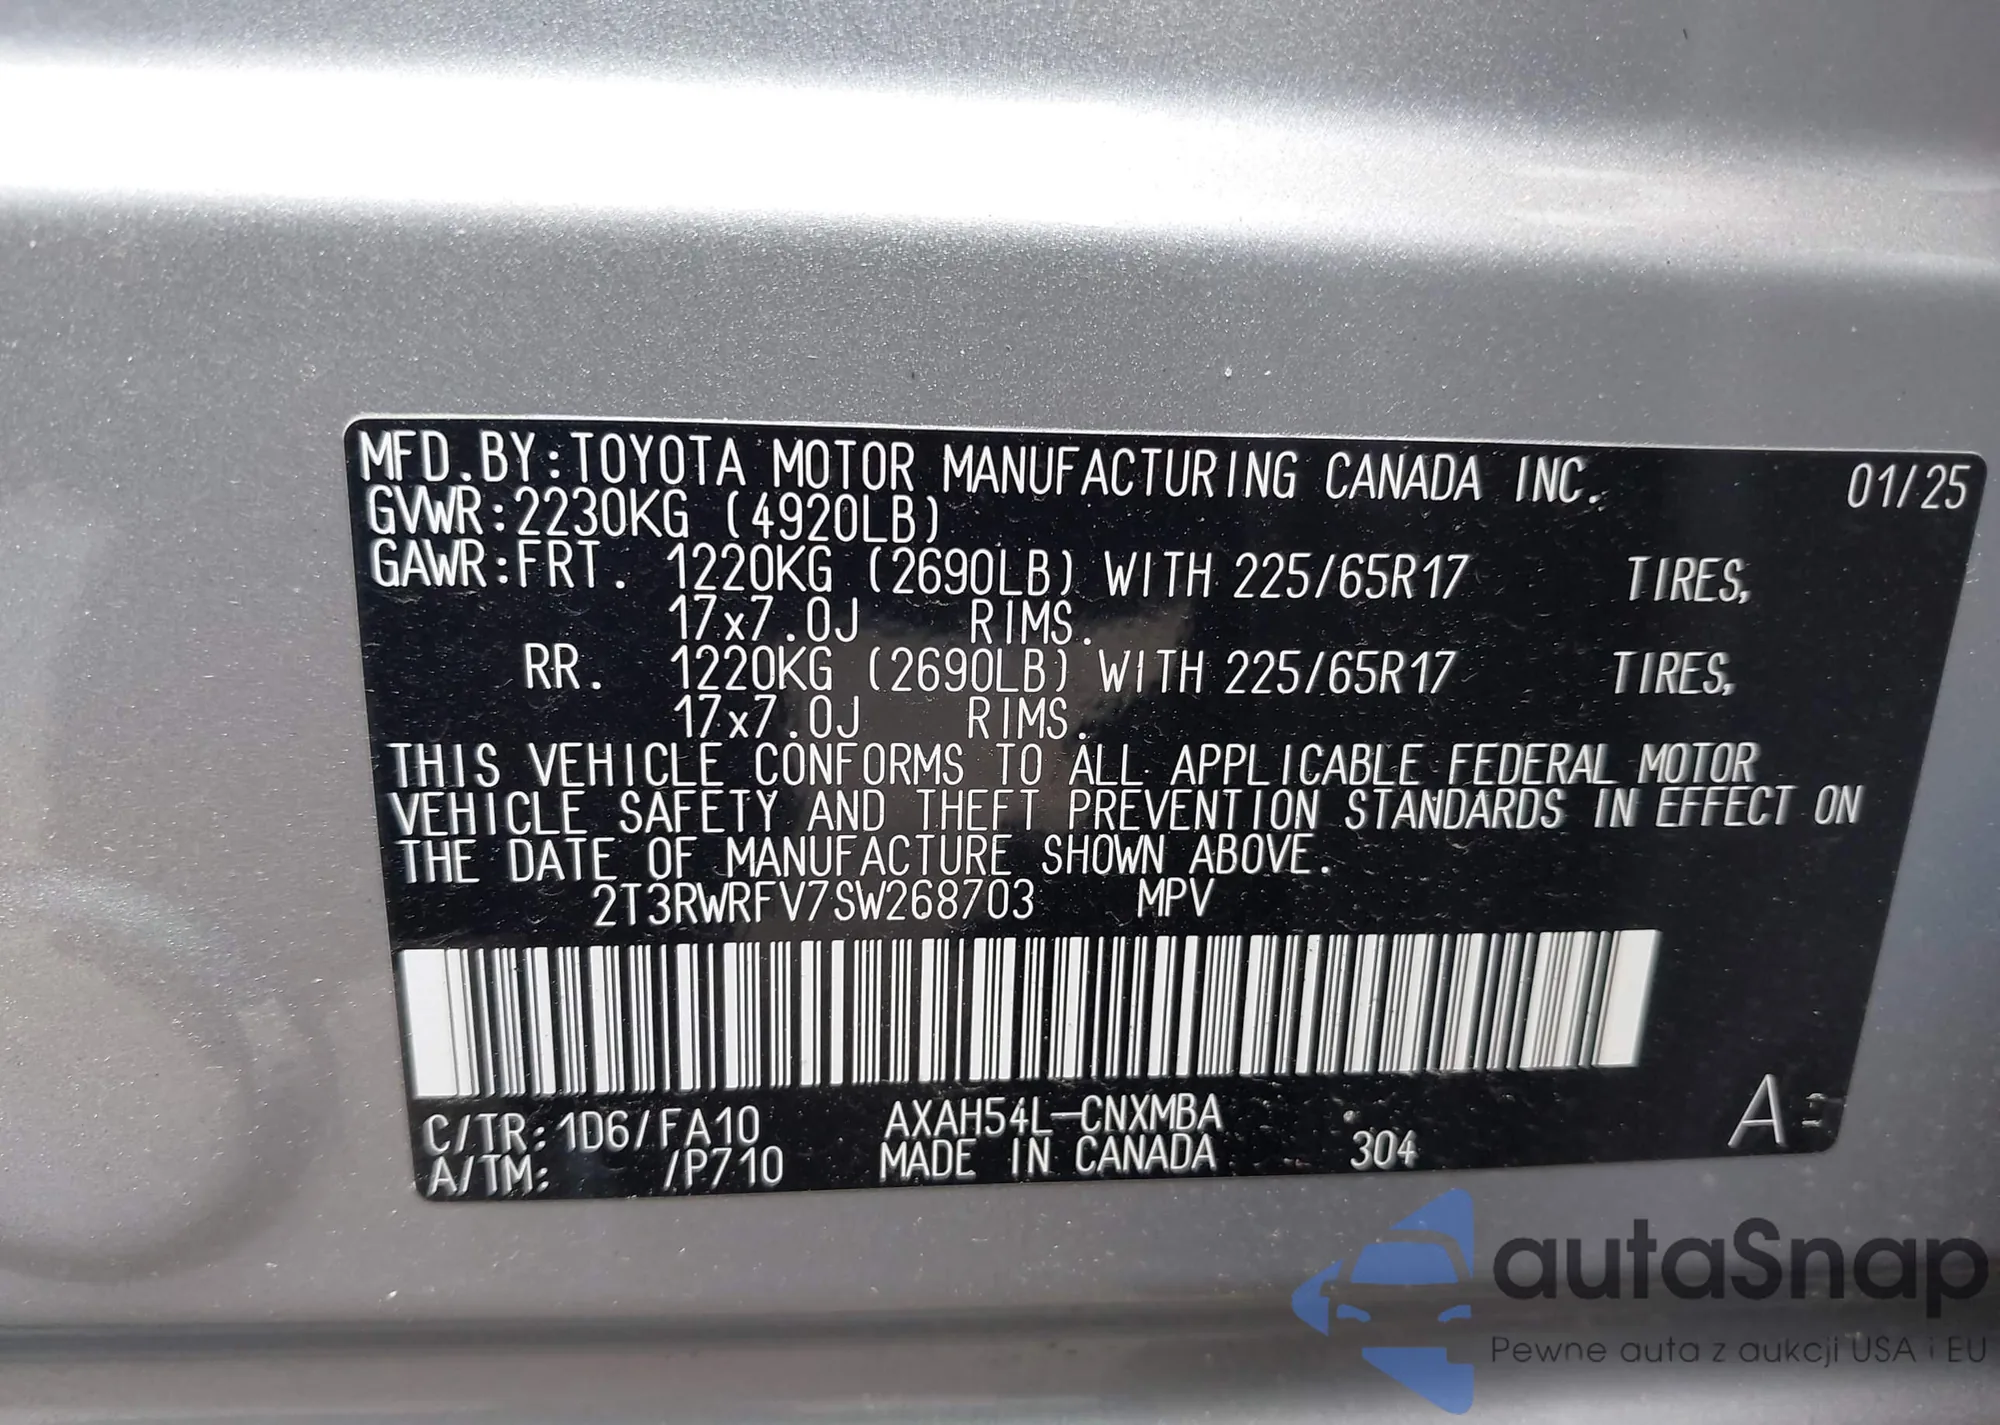 MFD.BY:TOYOTA MOTOR MANUFACTURING CANADA INC. 01/25
GVWR:2230KG (4920LB)
GAWR:FRT. 1220KG (2690LB) WITH 225/65R17 TIRES,
17x7.0J RIMS.
RR. 1220KG (2690LB) WITH 225/65R17 TIRES,
17x7.0J RIMS.
THIS VEHICLE CONFORMS TO ALL APPLICABLE FEDERAL MOTOR
VEHICLE SAFETY AND THEFT PREVENTION STANDARDS IN EFFECT ON
THE DATE OF MANUFACTURE SHOWN ABOVE.
2T3RWRFV7SW268703 MPV
C/TR:1D6/FA10 AXAH54L-CNXMBA
A/TM: /P710 MADE IN CANADA 304
A
autaSnap
Pewne auta z aukcji USA i EU